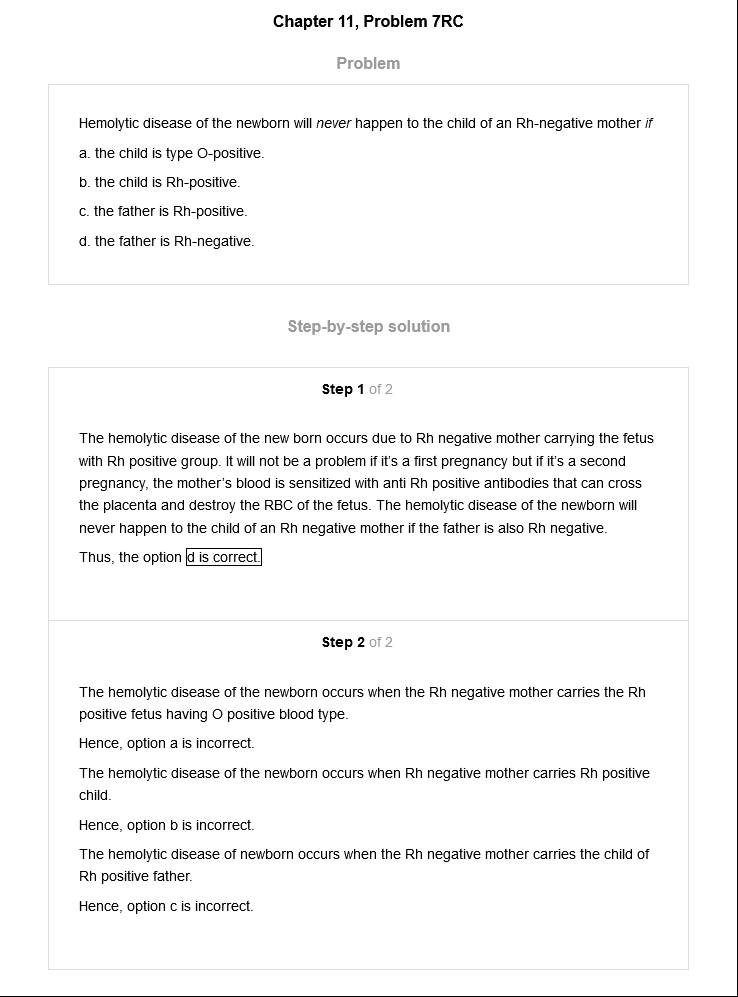 Chapter 11, Problem 7RC
Problem
Hemolytic disease of the newborn will never happen to the child of an Rh-negative mother if
a. the child is type O-positive.
b. the child is Rh-positive.
c. the father is Rh-positive.
d. the father is Rh-negative.
Step-by-step solution
Step 1 of 2
The hemolytic disease of the new born occurs due to Rh negative mother carrying the fetus
with Rh positive group. It will not be a problem if it's a first pregnancy but if it's a second
pregnancy, the mother's blood is sensitized with anti Rh positive antibodies that can cross
the placenta and destroy the RBC of the fetus. The hemolytic disease of the newborn will
never happen to the child of an Rh negative mother if the father is also Rh negative.
Thus, the option d is correct.
Step 2 of 2
The hemolytic disease of the newborn occurs when the Rh negative mother carries the Rh
positive fetus having O positive blood type.
Hence, option a is incorrect.
The hemolytic disease of the newborn occurs when Rh negative mother carries Rh positive
child.
Hence, option b is incorrect.
The hemolytic disease of newborn occurs when the Rh negative mother carries the child of
Rh positive father.
Hence, option c is incorrect.